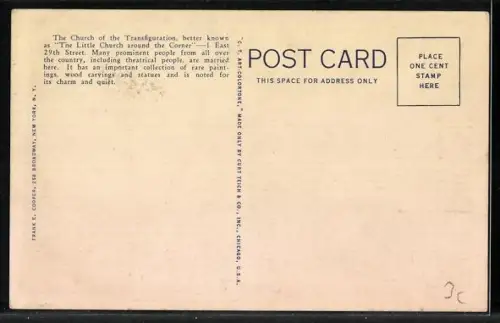 The Church of the Transfiguration, better known
as "The Little Church around the Corner"—1 East
29th Street. Many prominent people from all over
the country, including theatrical people, are married
here. It has an important collection of rare paint-
ings, wood carvings and statues and is noted for
its charm and quiet.
FRANK E. COOPER, 256 BROADWAY, NEW YORK, N. Y.
"C. T. ART-COLORTONE," MADE ONLY BY CURT TEICH & CO., INC., CHICAGO, U.S.A.
POST CARD
THIS SPACE FOR ADDRESS ONLY
PLACE
ONE CENT
STAMP
HERE
3c